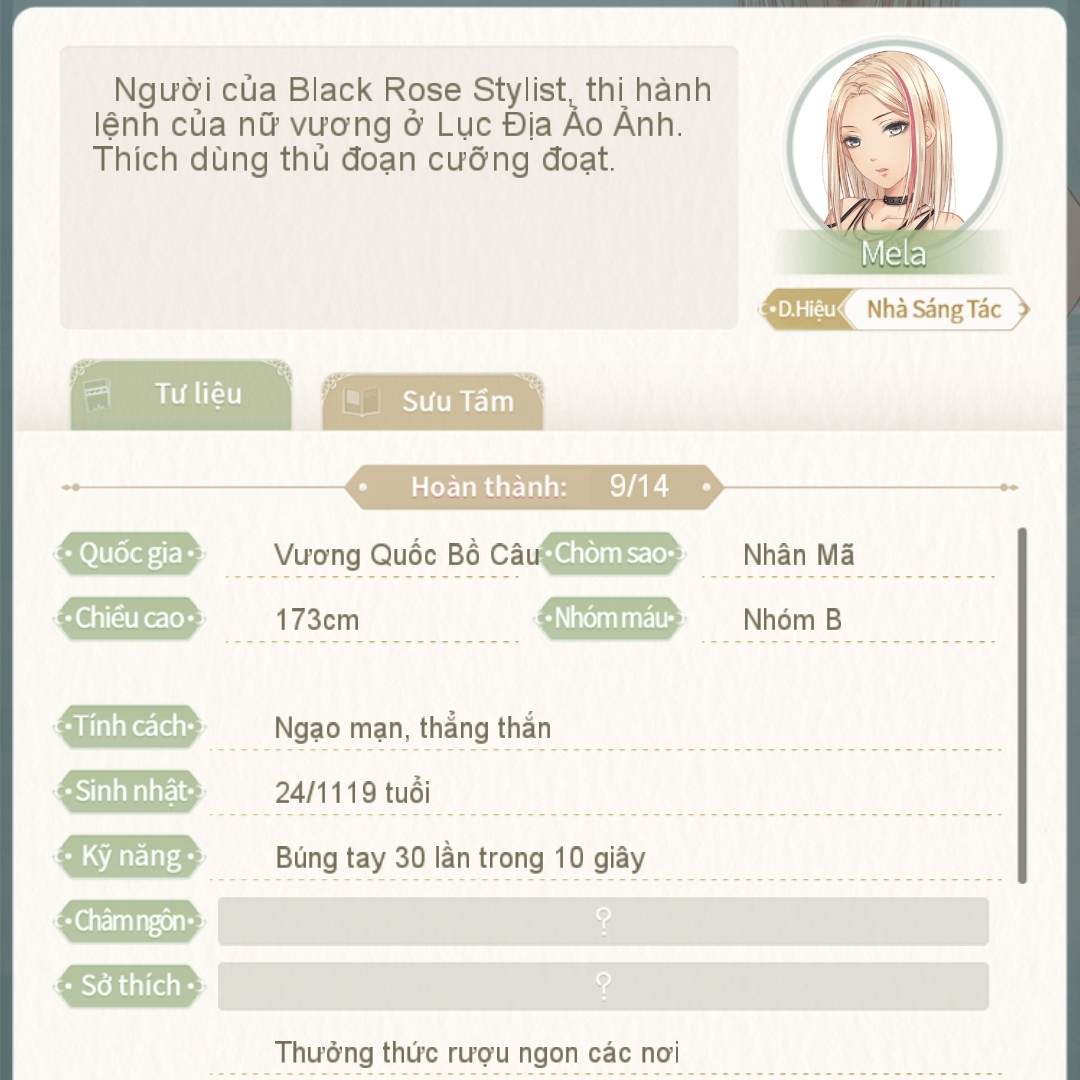 Người của Black Rose Stylist, thi hành
lệnh của nữ vương ở Lục Địa Ảo Ảnh.
Thích dùng thủ đoạn cưỡng đoạt.
Mela
D.Hiệu Nhà Sáng Tác
Tư liệu Sưu Tầm
Hoàn thành: 9/14
Quốc gia Vương Quốc Bồ Câu Chòm sao Nhân Mã
Chiều cao 173cm Nhóm máu Nhóm B
Tính cách Ngạo mạn, thẳng thắn
Sinh nhật 24/1119 tuổi
Kỹ năng Búng tay 30 lần trong 10 giây
Châm ngôn ?
Sở thích ?
Thưởng thức rượu ngon các nơi